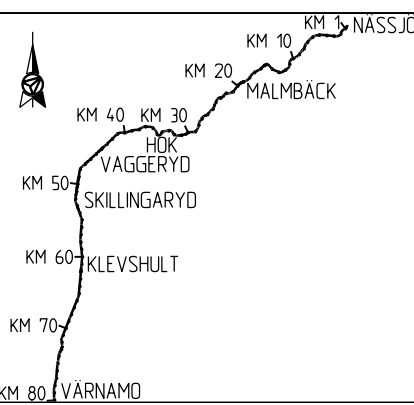 KM 1 NÄSSJÖ
KM 10
KM 20
MALMBÄCK
KM 40 KM 30
HOK
VAGGERYD
KM 50
SKILLINGARYD
KM 60 KLEVSHULT
KM 70
KM 80 VÄRNAMO